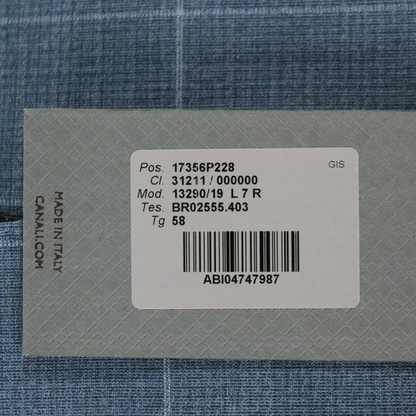 Pos. 17356P228
GIS
Cl. 31211 / 000000
Mod. 13290/19 L 7 R
Tes. BR02555.403
Tg 58
ABI04747987
MADE IN ITALY
CANALI.COM